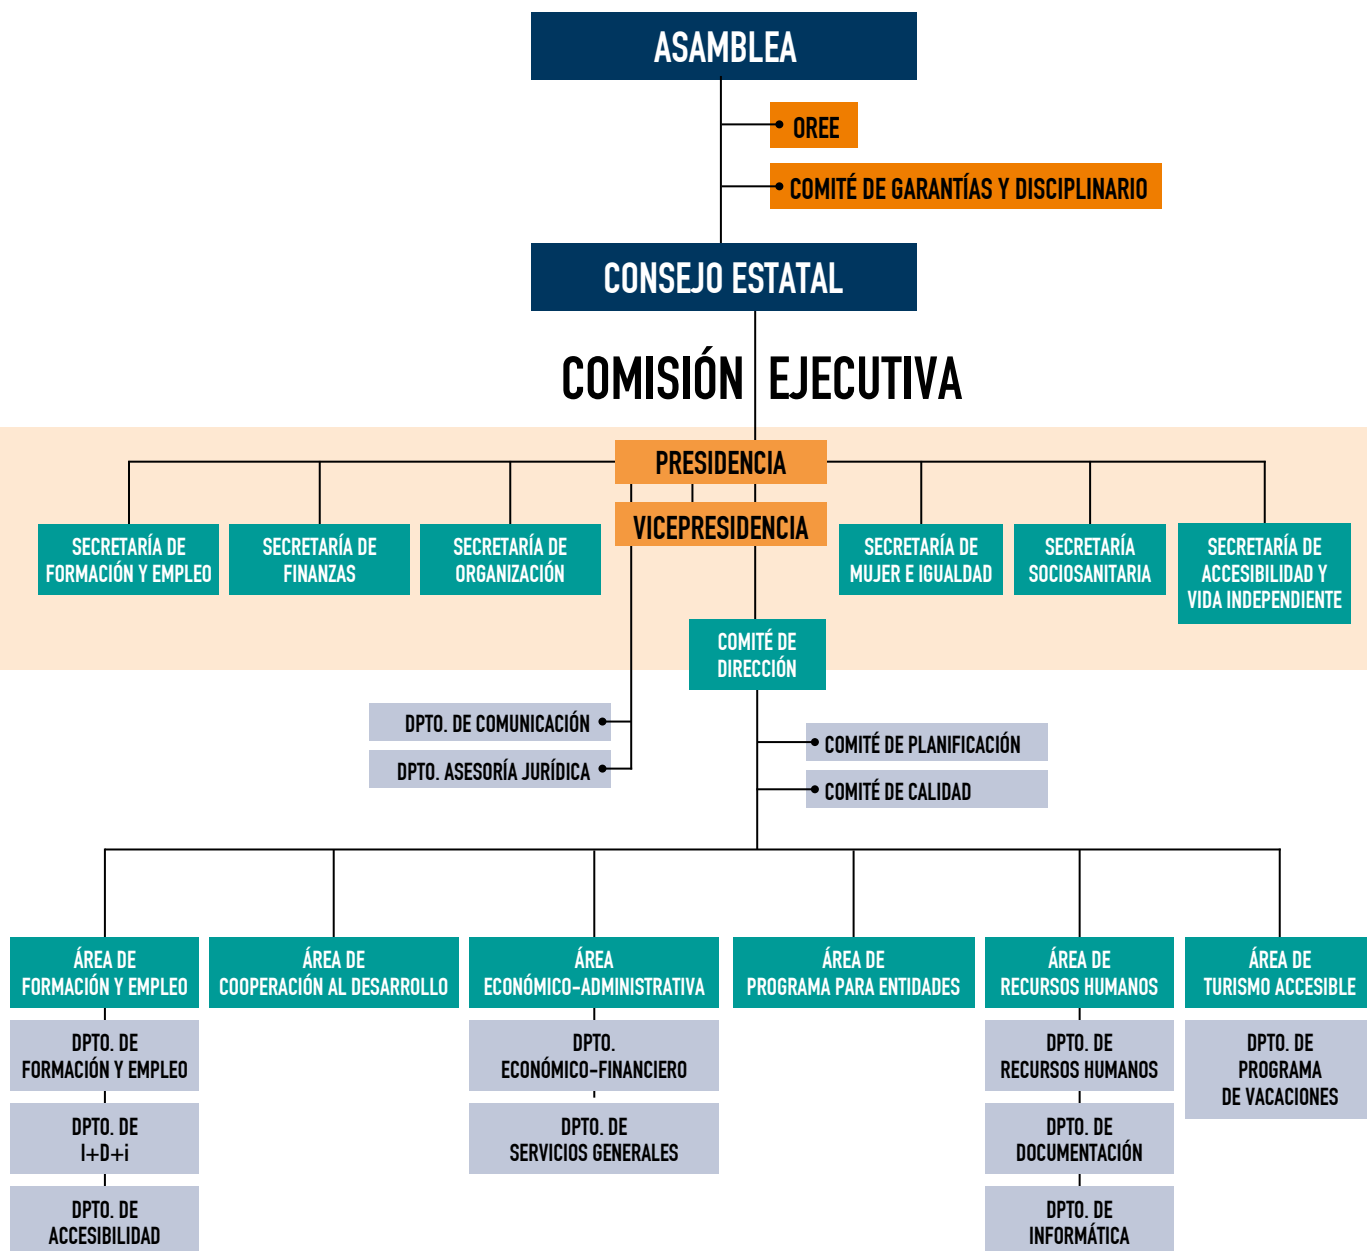 ASAMBLEA
OREE
COMITÉ DE GARANTÍAS Y DISCIPLINARIO
CONSEJO ESTATAL
COMISIÓN EJECUTIVA
PRESIDENCIA
VICEPRESIDENCIA
SECRETARÍA DE
FORMACIÓN Y EMPLEO
SECRETARÍA DE
FINANZAS
SECRETARÍA DE
ORGANIZACIÓN
SECRETARÍA DE
MUJER E IGUALDAD
SECRETARÍA
SOCIOSANITARIA
SECRETARÍA DE
ACCESIBILIDAD Y
VIDA INDEPENDIENTE
COMITÉ DE
DIRECCIÓN
DPTO. DE COMUNICACIÓN
DPTO. ASESORÍA JURÍDICA
COMITÉ DE PLANIFICACIÓN
COMITÉ DE CALIDAD
ÁREA DE
FORMACIÓN Y EMPLEO
ÁREA DE
COOPERACIÓN AL DESARROLLO
ÁREA
ECONÓMICO-ADMINISTRATIVA
ÁREA DE
PROGRAMA PARA ENTIDADES
ÁREA DE
RECURSOS HUMANOS
ÁREA DE
TURISMO ACCESIBLE
DPTO. DE
FORMACIÓN Y EMPLEO
DPTO. DE
I+D+i
DPTO. DE
ACCESIBILIDAD
DPTO.
ECONÓMICO-FINANCIERO
DPTO. DE
SERVICIOS GENERALES
DPTO. DE
RECURSOS HUMANOS
DPTO. DE
DOCUMENTACIÓN
DPTO. DE
INFORMÁTICA
DPTO. DE
PROGRAMA
DE VACACIONES